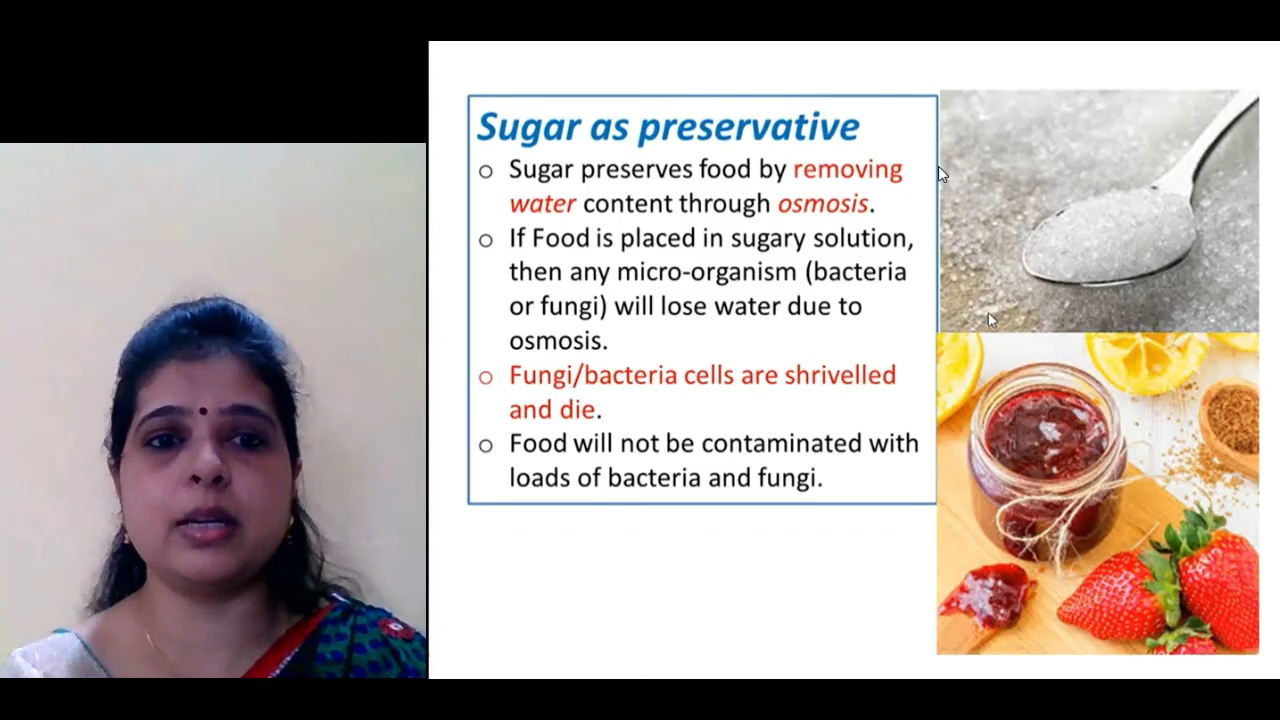 Sugar as preservative
○ Sugar preserves food by removing
water content through osmosis.
○ If Food is placed in sugary solution,
then any micro-organism (bacteria
or fungi) will lose water due to
osmosis.
○ Fungi/bacteria cells are shrivelled
and die.
○ Food will not be contaminated with
loads of bacteria and fungi.